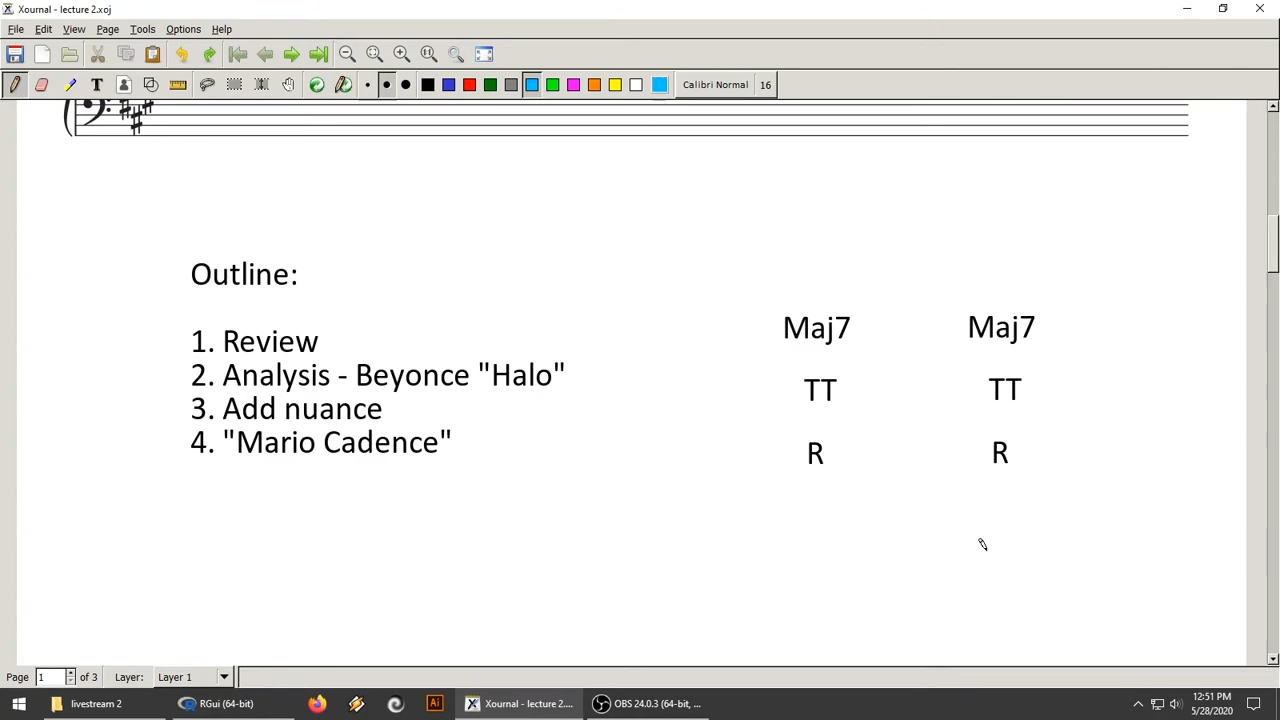 Xournal - lecture 2.xoj
File Edit View Page Tools Options Help
Calibri Normal 16
Outline:
1. Review
2. Analysis - Beyonce "Halo"
3. Add nuance
4. "Mario Cadence"
Maj7 Maj7
TT TT
R R
Page 1 of 3 Layer: Layer 1
livestream 2 RGui (64-bit) Ai Xournal - lecture 2.... OBS 24.0.3 (64-bit, ...
12:51 PM
5/28/2020